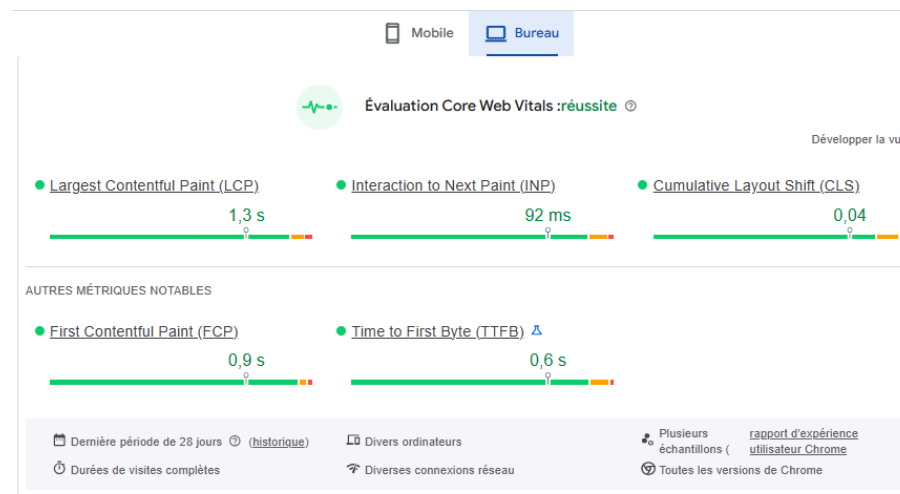 Mobile
Bureau
Évaluation Core Web Vitals :réussite
Développer la vu
Largest Contentful Paint (LCP)
Interaction to Next Paint (INP)
Cumulative Layout Shift (CLS)
1,3 s
92 ms
0,04
AUTRES MÉTRIQUES NOTABLES
First Contentful Paint (FCP)
Time to First Byte (TTFB)
0,9 s
0,6 s
Dernière période de 28 jours (historique)
Divers ordinateurs
Plusieurs échantillons (
rapport d'expérience
utilisateur Chrome
Durées de visites complètes
Diverses connexions réseau
Toutes les versions de Chrome